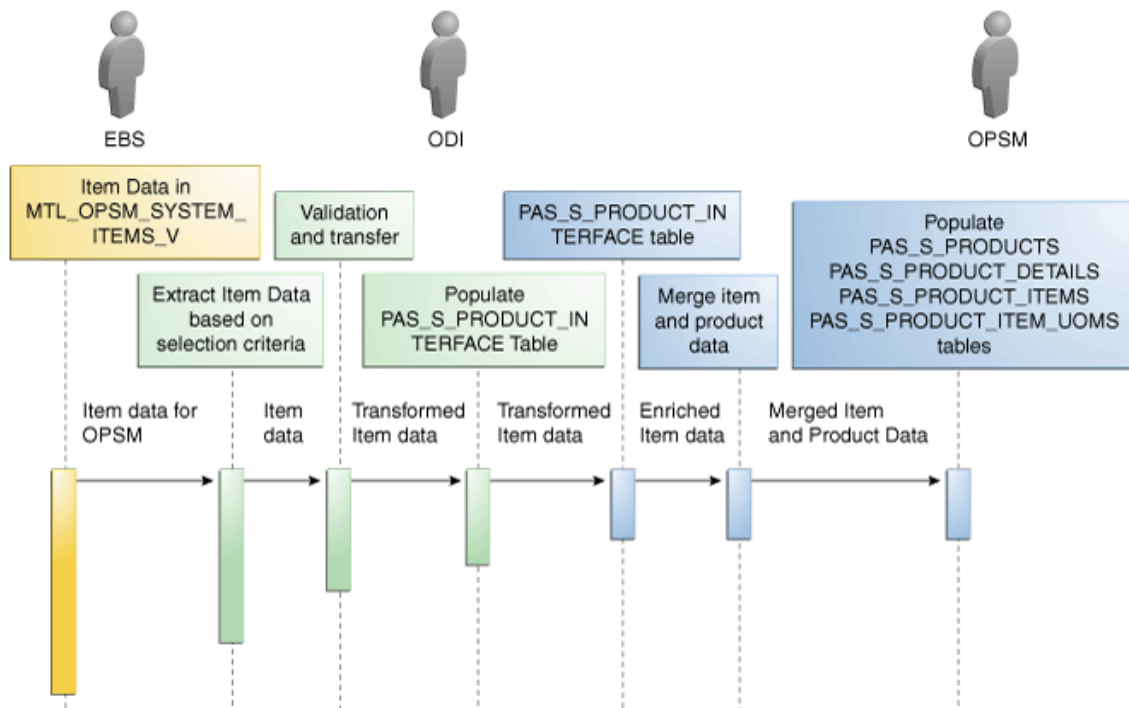 EBS
ODI
OPSM
Item Data in
MTL_OPSM_SYSTEM_
ITEMS_V
Extract Item Data
based on
selection criteria
Validation
and transfer
Populate
PAS_S_PRODUCT_IN
TERFACE Table
PAS_S_PRODUCT_IN
TERFACE table
Merge item
and product
data
Populate
PAS_S_PRODUCTS
PAS_S_PRODUCT_DETAILS
PAS_S_PRODUCT_ITEMS
PAS_S_PRODUCT_ITEM_UOMS
tables
Item data for
OPSM
Item
data
Transformed
Item data
Transformed
Item data
Enriched
Item data
Merged Item
and Product Data